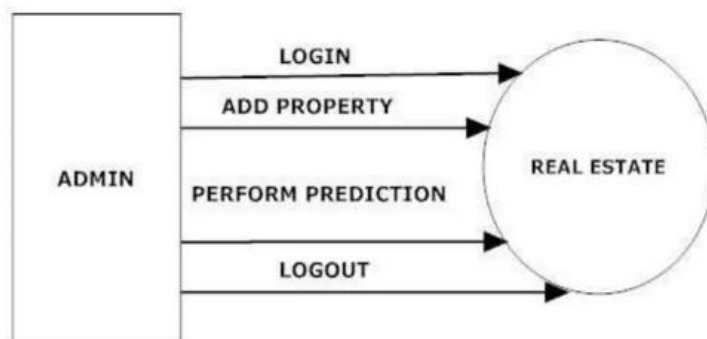 LOGIN
ADD PROPERTY
ADMIN
REAL ESTATE
PERFORM PREDICTION
LOGOUT